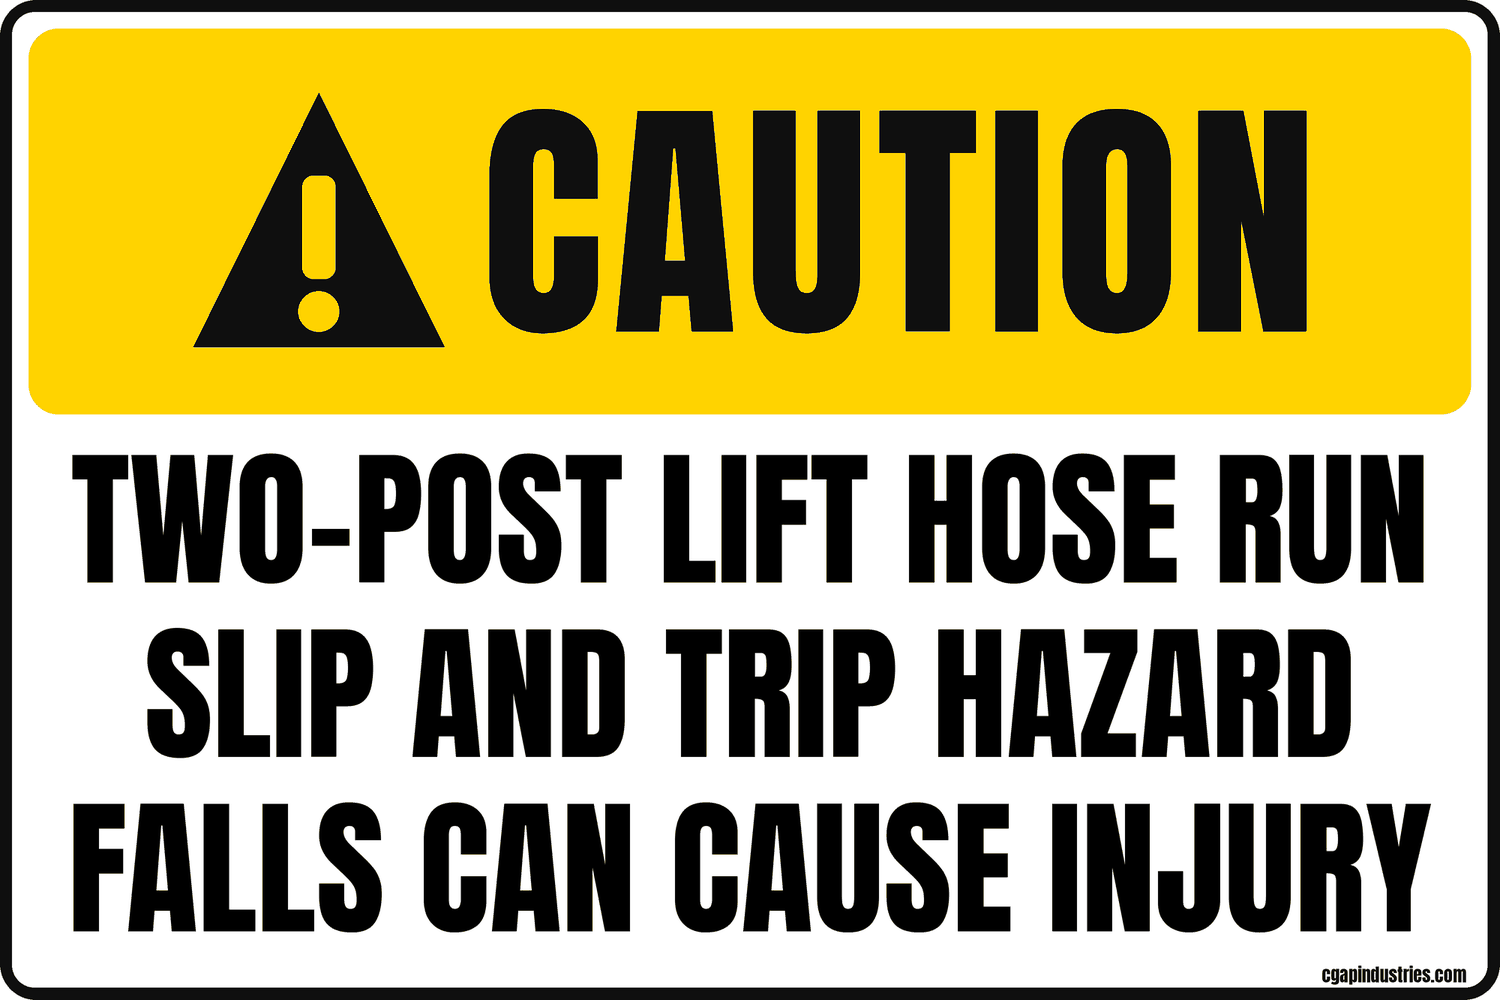 CAUTION
TWO-POST LIFT HOSE RUN
SLIP AND TRIP HAZARD
FALLS CAN CAUSE INJURY
cgapindustries.com